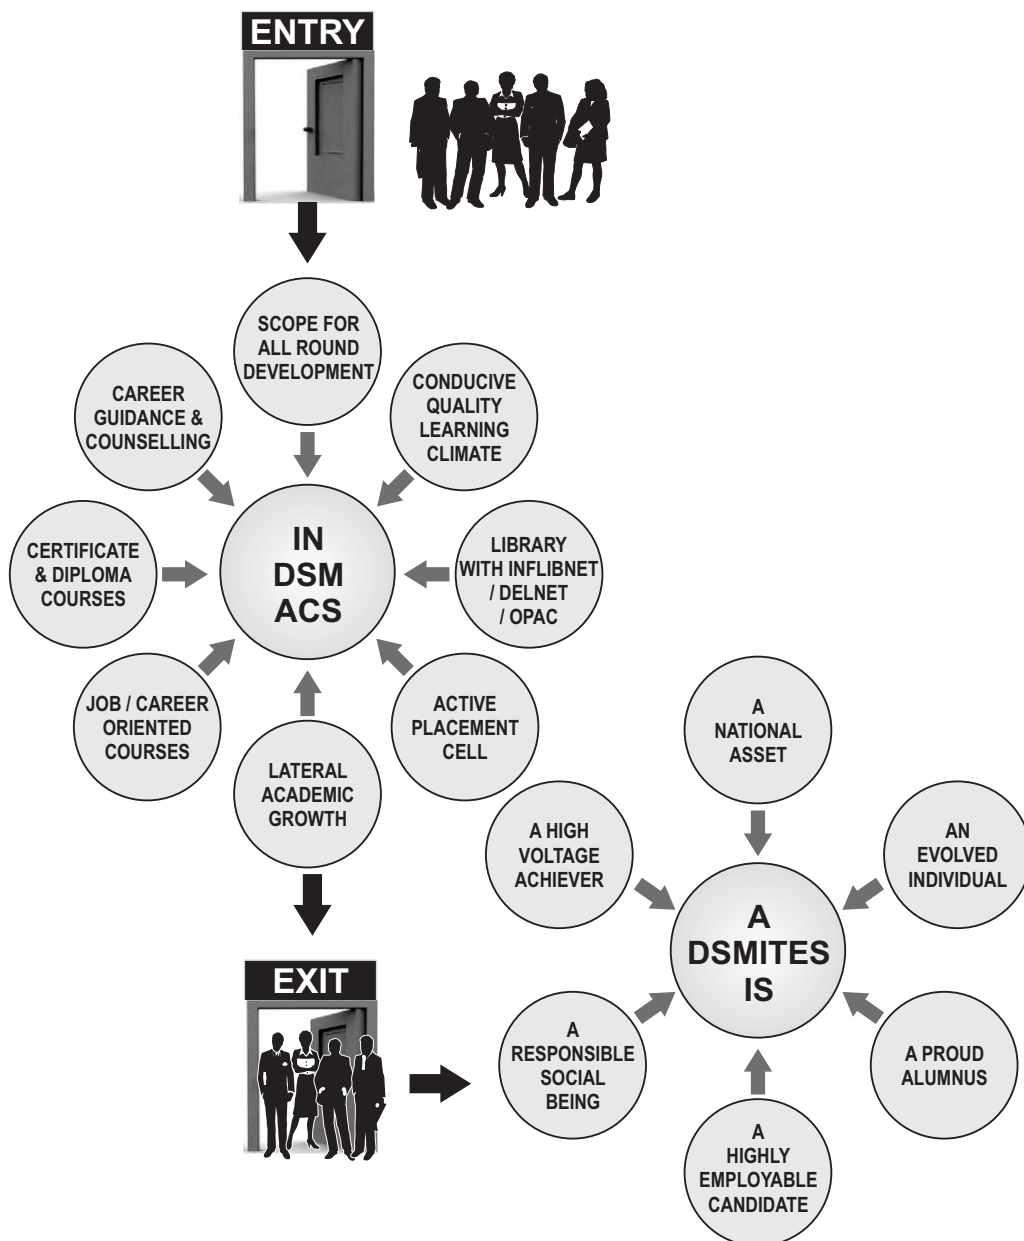 ENTRY
SCOPE FOR
ALL ROUND
DEVELOPMENT
CAREER
GUIDANCE &
COUNSELLING
CONDUCIVE
QUALITY
LEARNING
CLIMATE
CERTIFICATE
& DIPLOMA
COURSES
IN
DSM
ACS
LIBRARY
WITH INFLIBNET
/ DELNET
/ OPAC
JOB / CAREER
ORIENTED
COURSES
LATERAL
ACADEMIC
GROWTH
ACTIVE
PLACEMENT
CELL
A
NATIONAL
ASSET
A HIGH
VOLTAGE
ACHIEVER
AN
EVOLVED
INDIVIDUAL
A
DSMITES
IS
EXIT
A
RESPONSIBLE
SOCIAL
BEING
A PROUD
ALUMNUS
A
HIGHLY
EMPLOYABLE
CANDIDATE